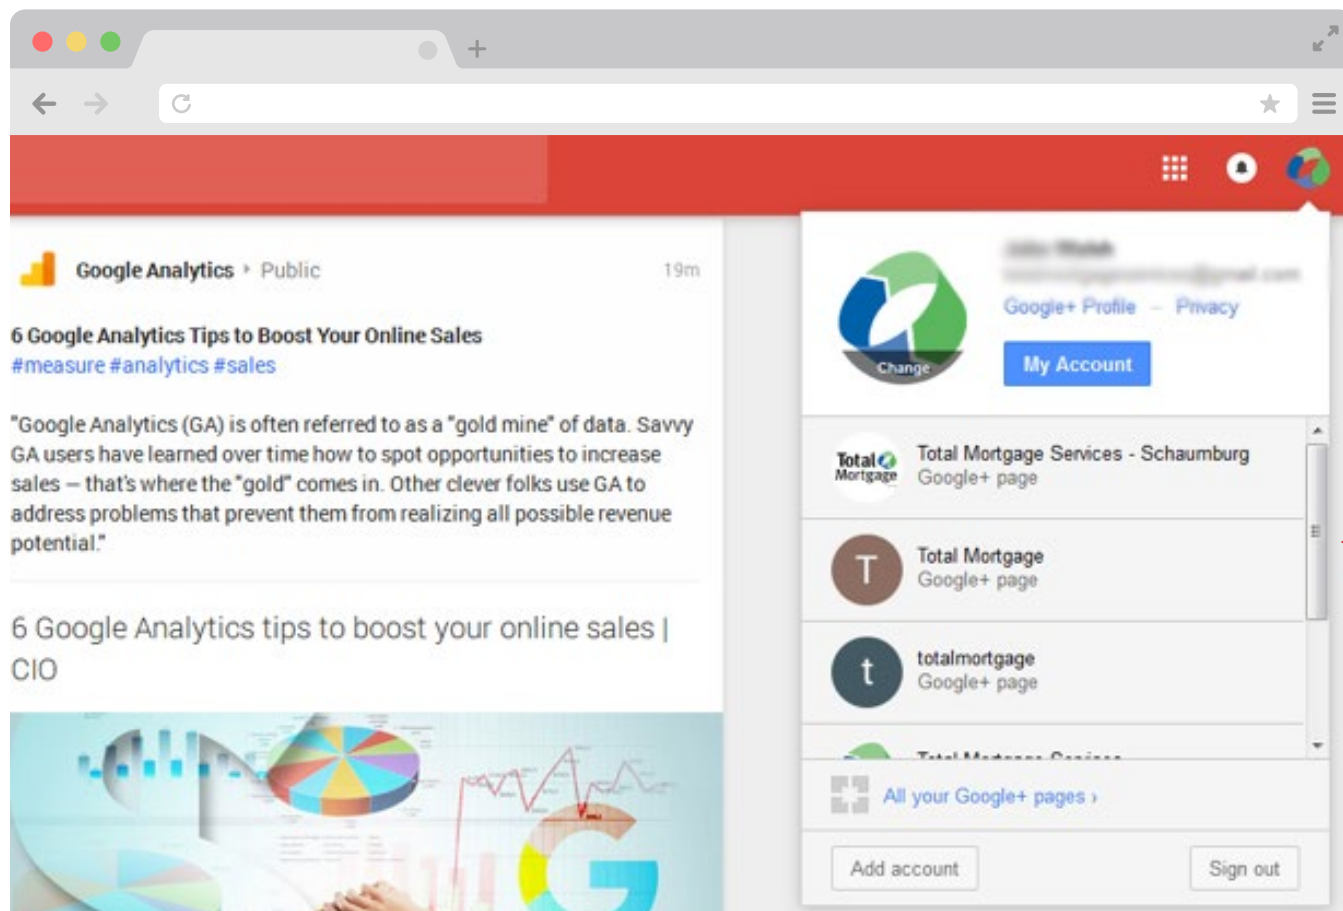 Google Analytics › Public 19m
6 Google Analytics Tips to Boost Your Online Sales
#measure #analytics #sales
"Google Analytics (GA) is often referred to as a "gold mine" of data. Savvy
GA users have learned over time how to spot opportunities to increase
sales — that's where the "gold" comes in. Other clever folks use GA to
address problems that prevent them from realizing all possible revenue
potential."
6 Google Analytics tips to boost your online sales |
CIO
G
@gmail.com
Google+ Profile – Privacy
Change
My Account
Total
Mortgage
Total Mortgage Services - Schaumburg
Google+ page
T
Total Mortgage
Google+ page
t
totalmortgage
Google+ page
Total Mortgage Services
All your Google+ pages ›
Add account
Sign out